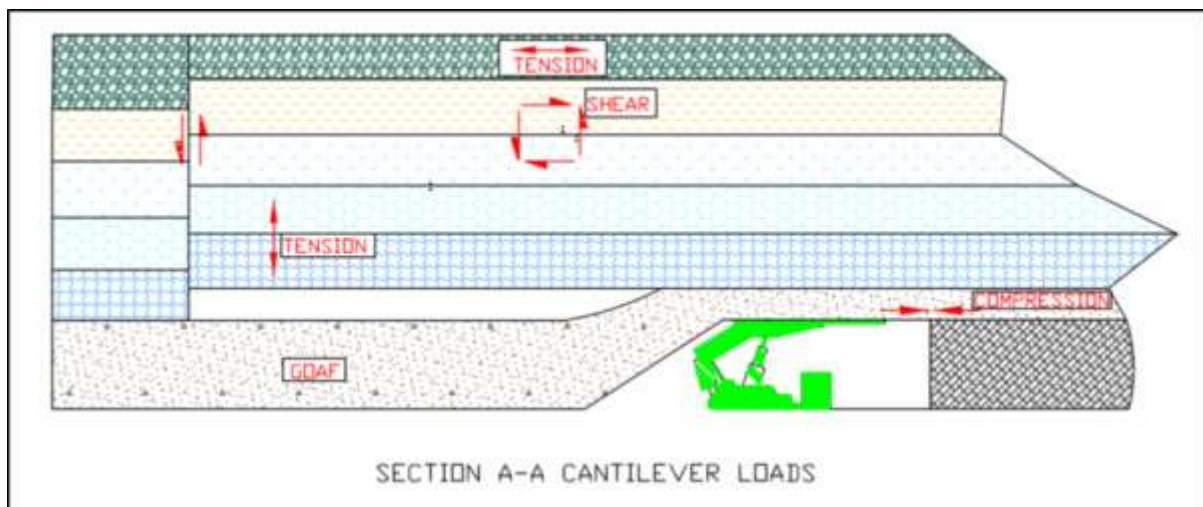 TENSION
SHEAR
TENSION
COMPRESSION
GOAF
SECTION A-A CANTILEVER LOADS